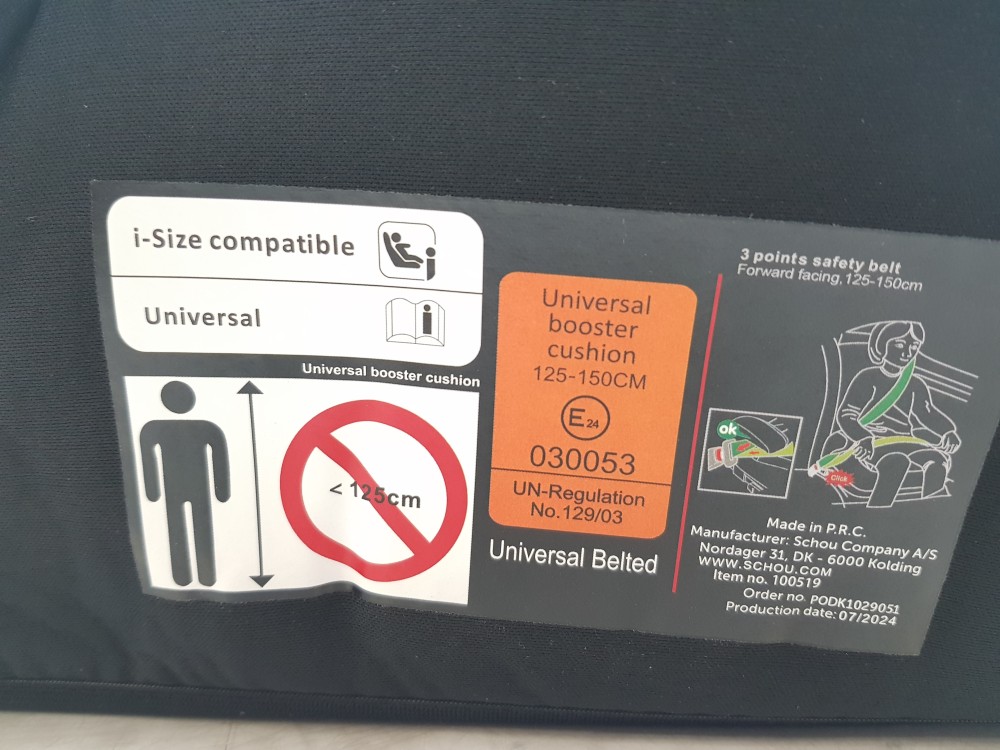 i-Size compatible
Universal
Universal booster cushion
< 125cm
Universal
booster
cushion
125-150CM
E24
030053
UN-Regulation
No.129/03
Universal Belted
3 points safety belt
Forward facing,125-150cm
ok
Click
Made in P.R.C.
Manufacturer: Schou Company A/S
Nordager 31, DK - 6000 Kolding
WWW.SCHOU.COM
Item no. 100519
Order no. PODK1029051
Production date: 07/2024